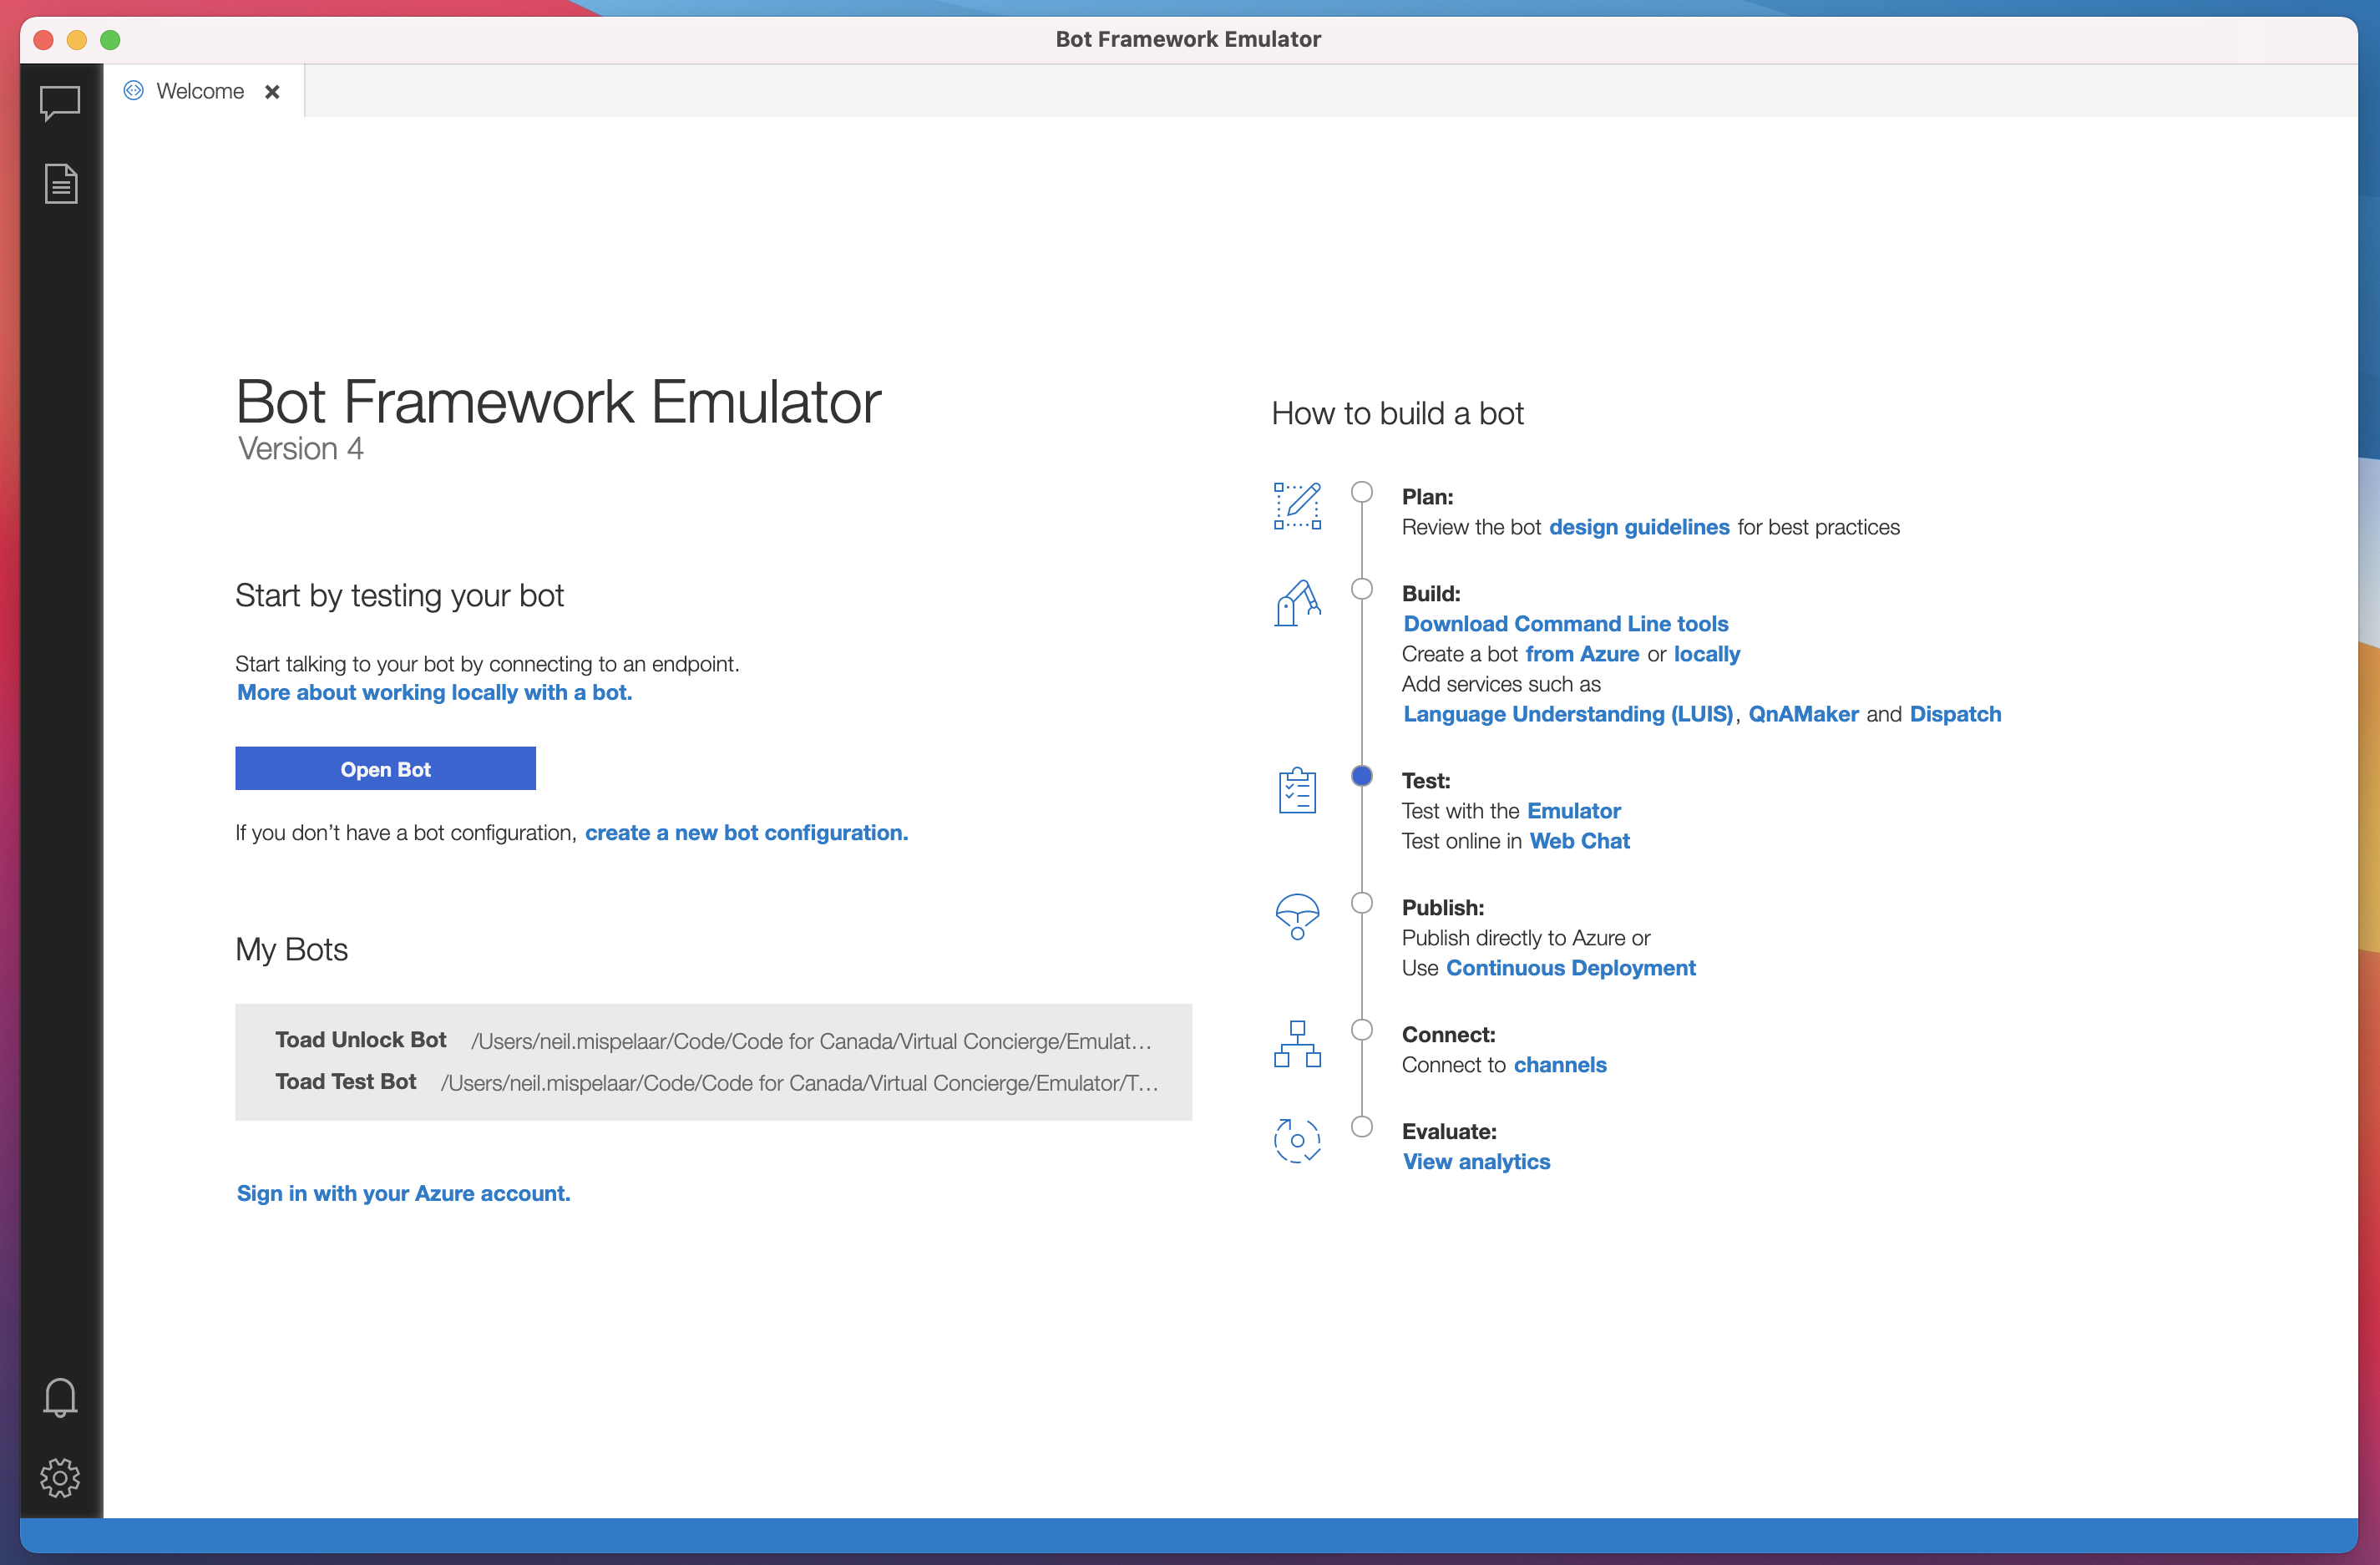 Bot Framework Emulator
Welcome
Bot Framework Emulator
Version 4
Start by testing your bot
Start talking to your bot by connecting to an endpoint.
More about working locally with a bot.
Open Bot
If you don’t have a bot configuration, create a new bot configuration.
My Bots
Toad Unlock Bot /Users/neil.mispelaar/Code/Code for Canada/Virtual Concierge/Emulat…
Toad Test Bot /Users/neil.mispelaar/Code/Code for Canada/Virtual Concierge/Emulator/T…
Sign in with your Azure account.
How to build a bot
Plan:
Review the bot design guidelines for best practices
Build:
Download Command Line tools
Create a bot from Azure or locally
Add services such as
Language Understanding (LUIS), QnAMaker and Dispatch
Test:
Test with the Emulator
Test online in Web Chat
Publish:
Publish directly to Azure or
Use Continuous Deployment
Connect:
Connect to channels
Evaluate:
View analytics